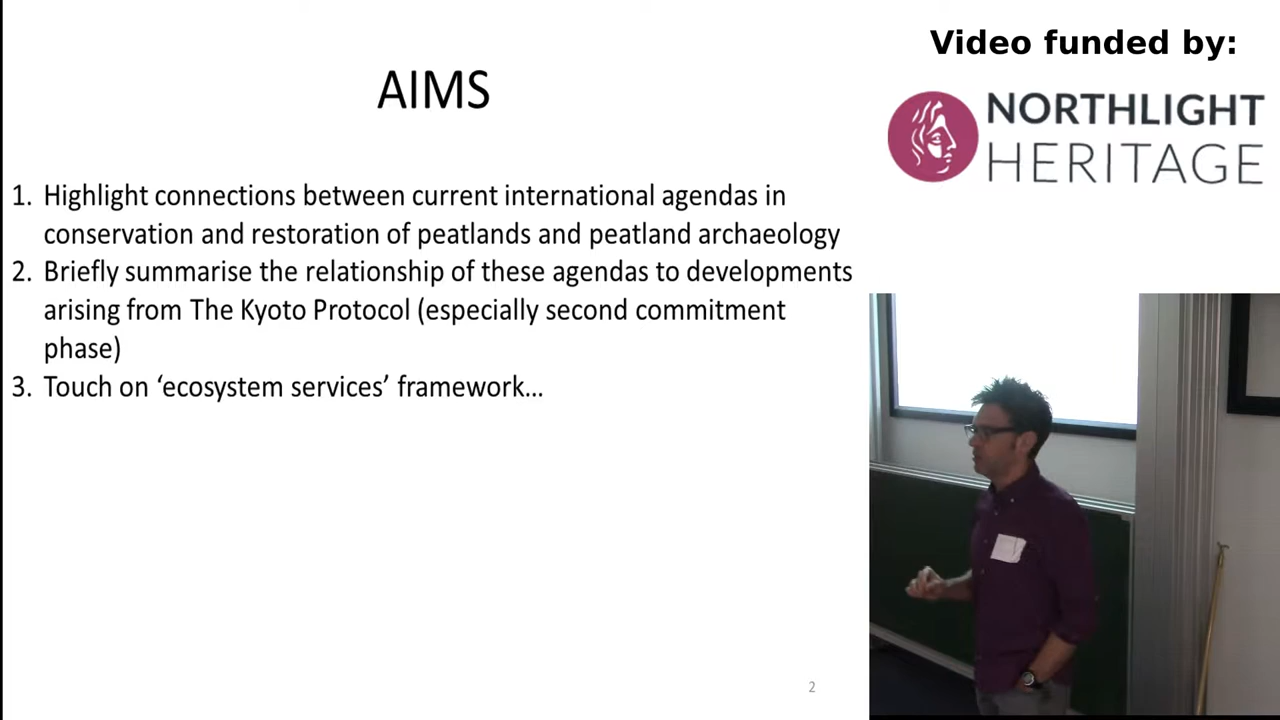 Video funded by:
NORTHLIGHT
HERITAGE
AIMS
1. Highlight connections between current international agendas in
conservation and restoration of peatlands and peatland archaeology
2. Briefly summarise the relationship of these agendas to developments
arising from The Kyoto Protocol (especially second commitment
phase)
3. Touch on ‘ecosystem services’ framework...
2